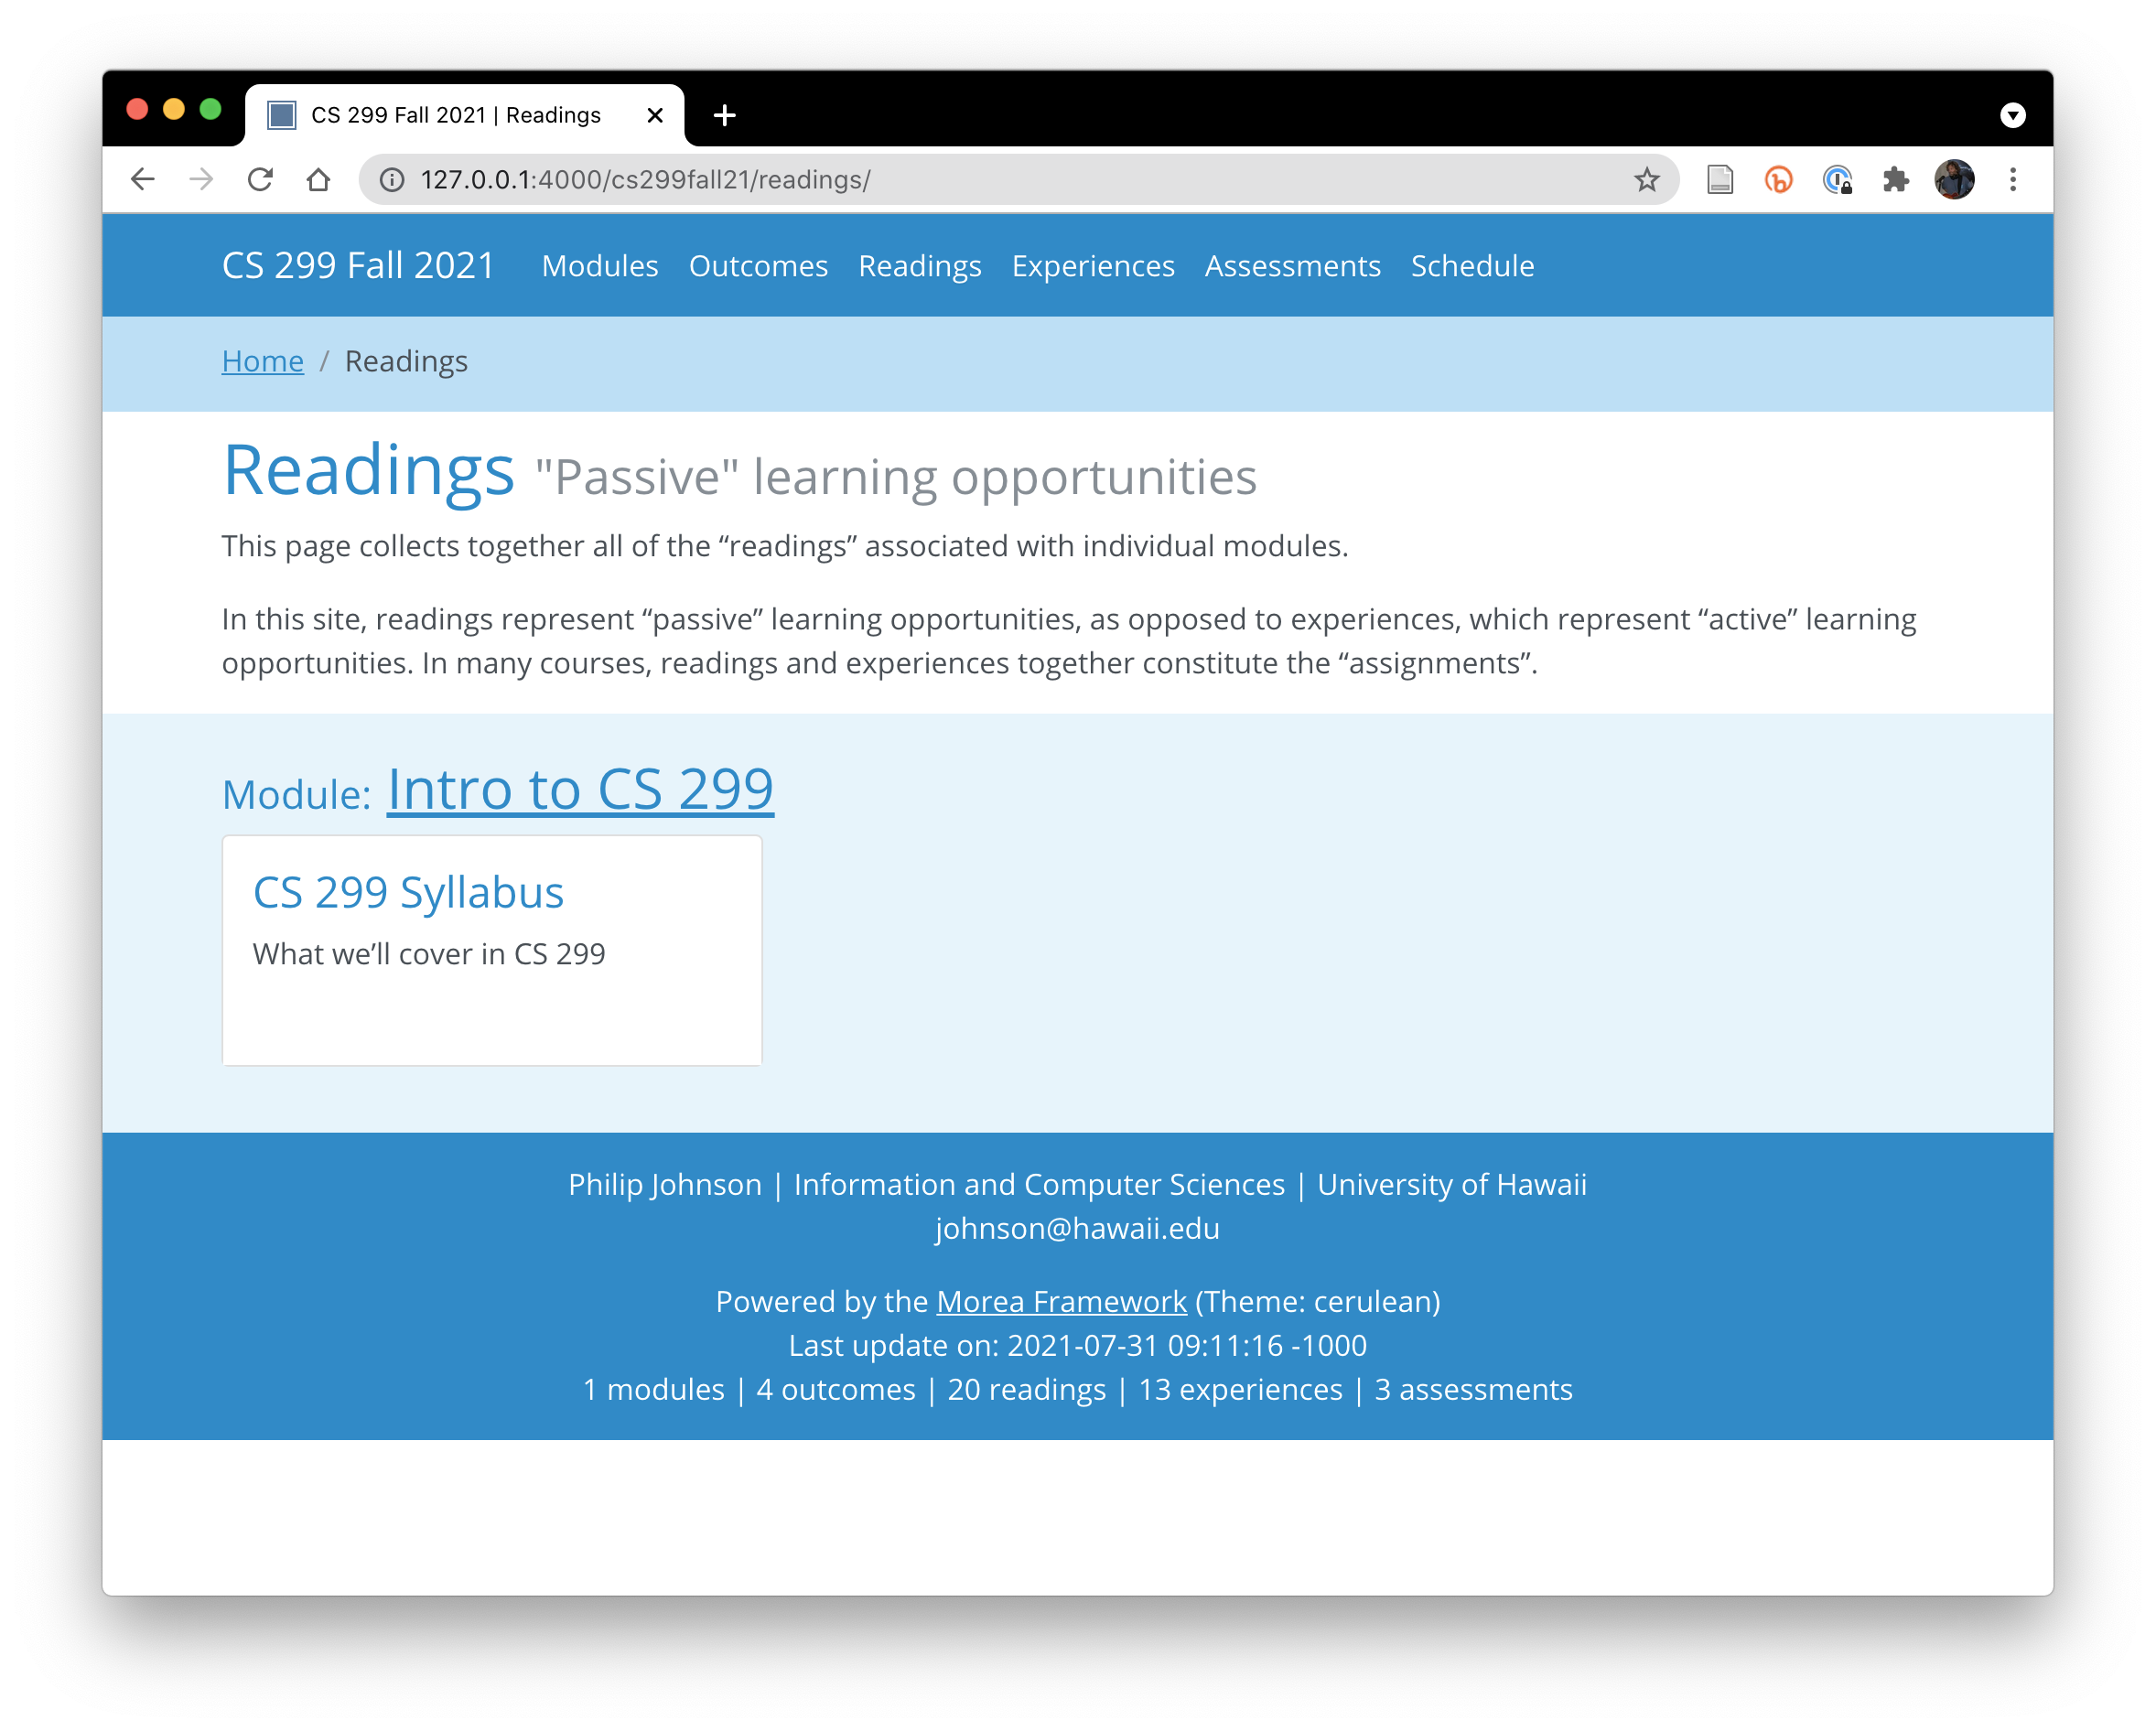 CS 299 Fall 2021 | Readings
127.0.0.1:4000/cs299fall21/readings/
CS 299 Fall 2021 Modules Outcomes Readings Experiences Assessments Schedule
Home / Readings
Readings "Passive" learning opportunities
This page collects together all of the “readings” associated with individual modules.
In this site, readings represent “passive” learning opportunities, as opposed to experiences, which represent “active” learning
opportunities. In many courses, readings and experiences together constitute the “assignments”.
Module: Intro to CS 299
CS 299 Syllabus
What we’ll cover in CS 299
Philip Johnson | Information and Computer Sciences | University of Hawaii
johnson@hawaii.edu
Powered by the Morea Framework (Theme: cerulean)
Last update on: 2021-07-31 09:11:16 -1000
1 modules | 4 outcomes | 20 readings | 13 experiences | 3 assessments